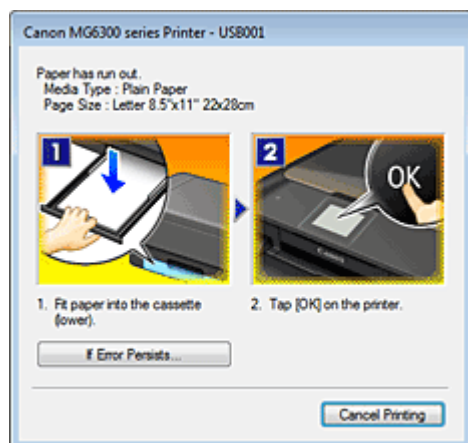 Canon MG6300 series Printer - USB001
Paper has run out.
Media Type : Plain Paper
Page Size : Letter 8.5"x11" 22x28cm
1
2
OK
Canon
1. Fit paper into the cassette
(lower).
2. Tap [OK] on the printer.
If Error Persists...
Cancel Printing